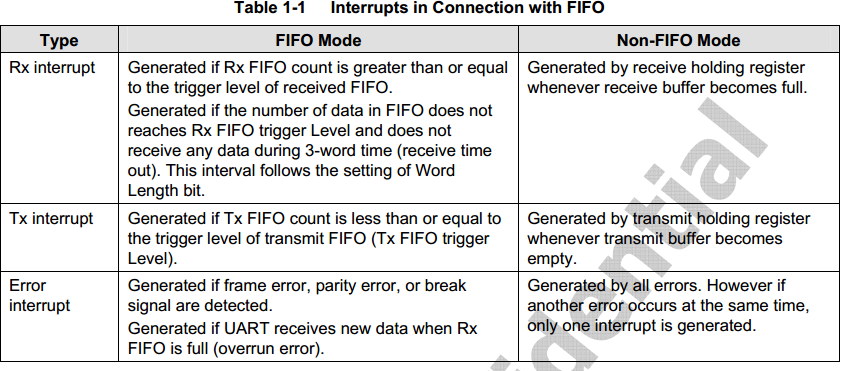 Table 1-1 Interrupts in Connection with FIFO
Type FIFO Mode Non-FIFO Mode
Rx interrupt
Generated if Rx FIFO count is greater than or equal
to the trigger level of received FIFO.
Generated if the number of data in FIFO does not
reaches Rx FIFO trigger Level and does not
receive any data during 3-word time (receive time
out). This interval follows the setting of Word
Length bit.
Generated by receive holding register
whenever receive buffer becomes full.
Tx interrupt
Generated if Tx FIFO count is less than or equal to
the trigger level of transmit FIFO (Tx FIFO trigger
Level).
Generated by transmit holding register
whenever transmit buffer becomes
empty.
Error
interrupt
Generated if frame error, parity error, or break
signal are detected.
Generated if UART receives new data when Rx
FIFO is full (overrun error).
Generated by all errors. However if
another error occurs at the same time,
only one interrupt is generated.
idential